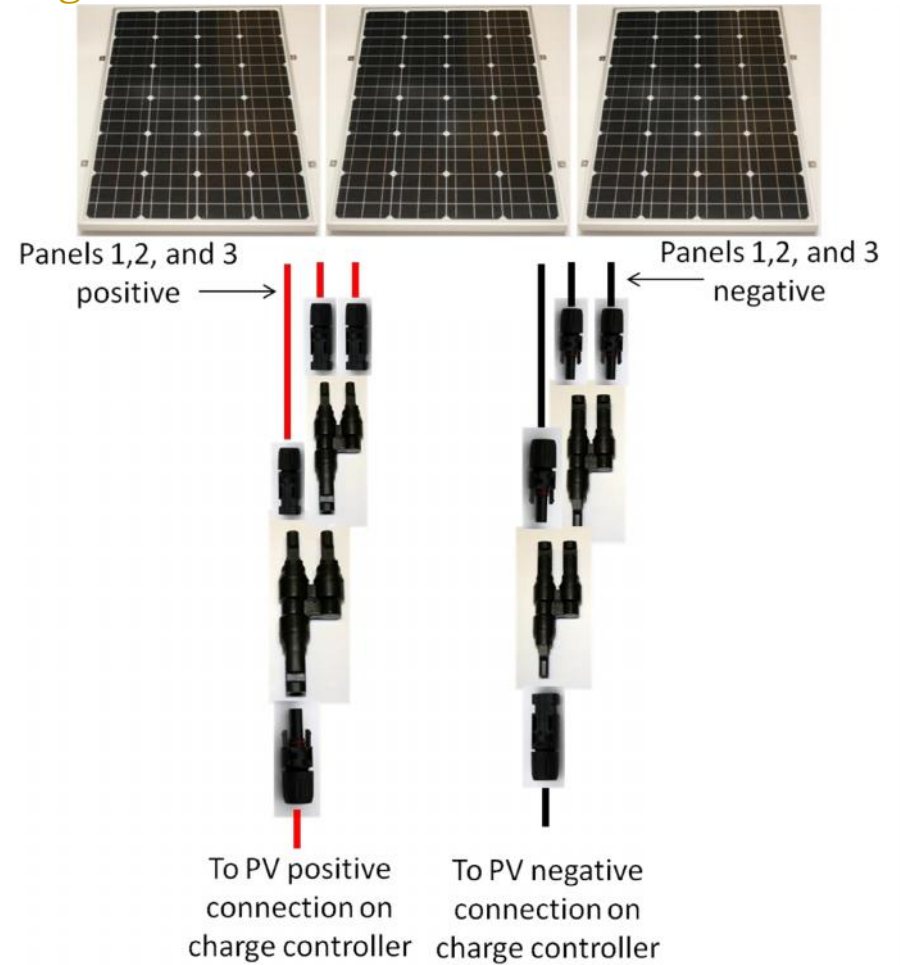 Panels 1,2, and 3
positive
Panels 1,2, and 3
negative
To PV positive
connection on
charge controller
To PV negative
connection on
charge controller